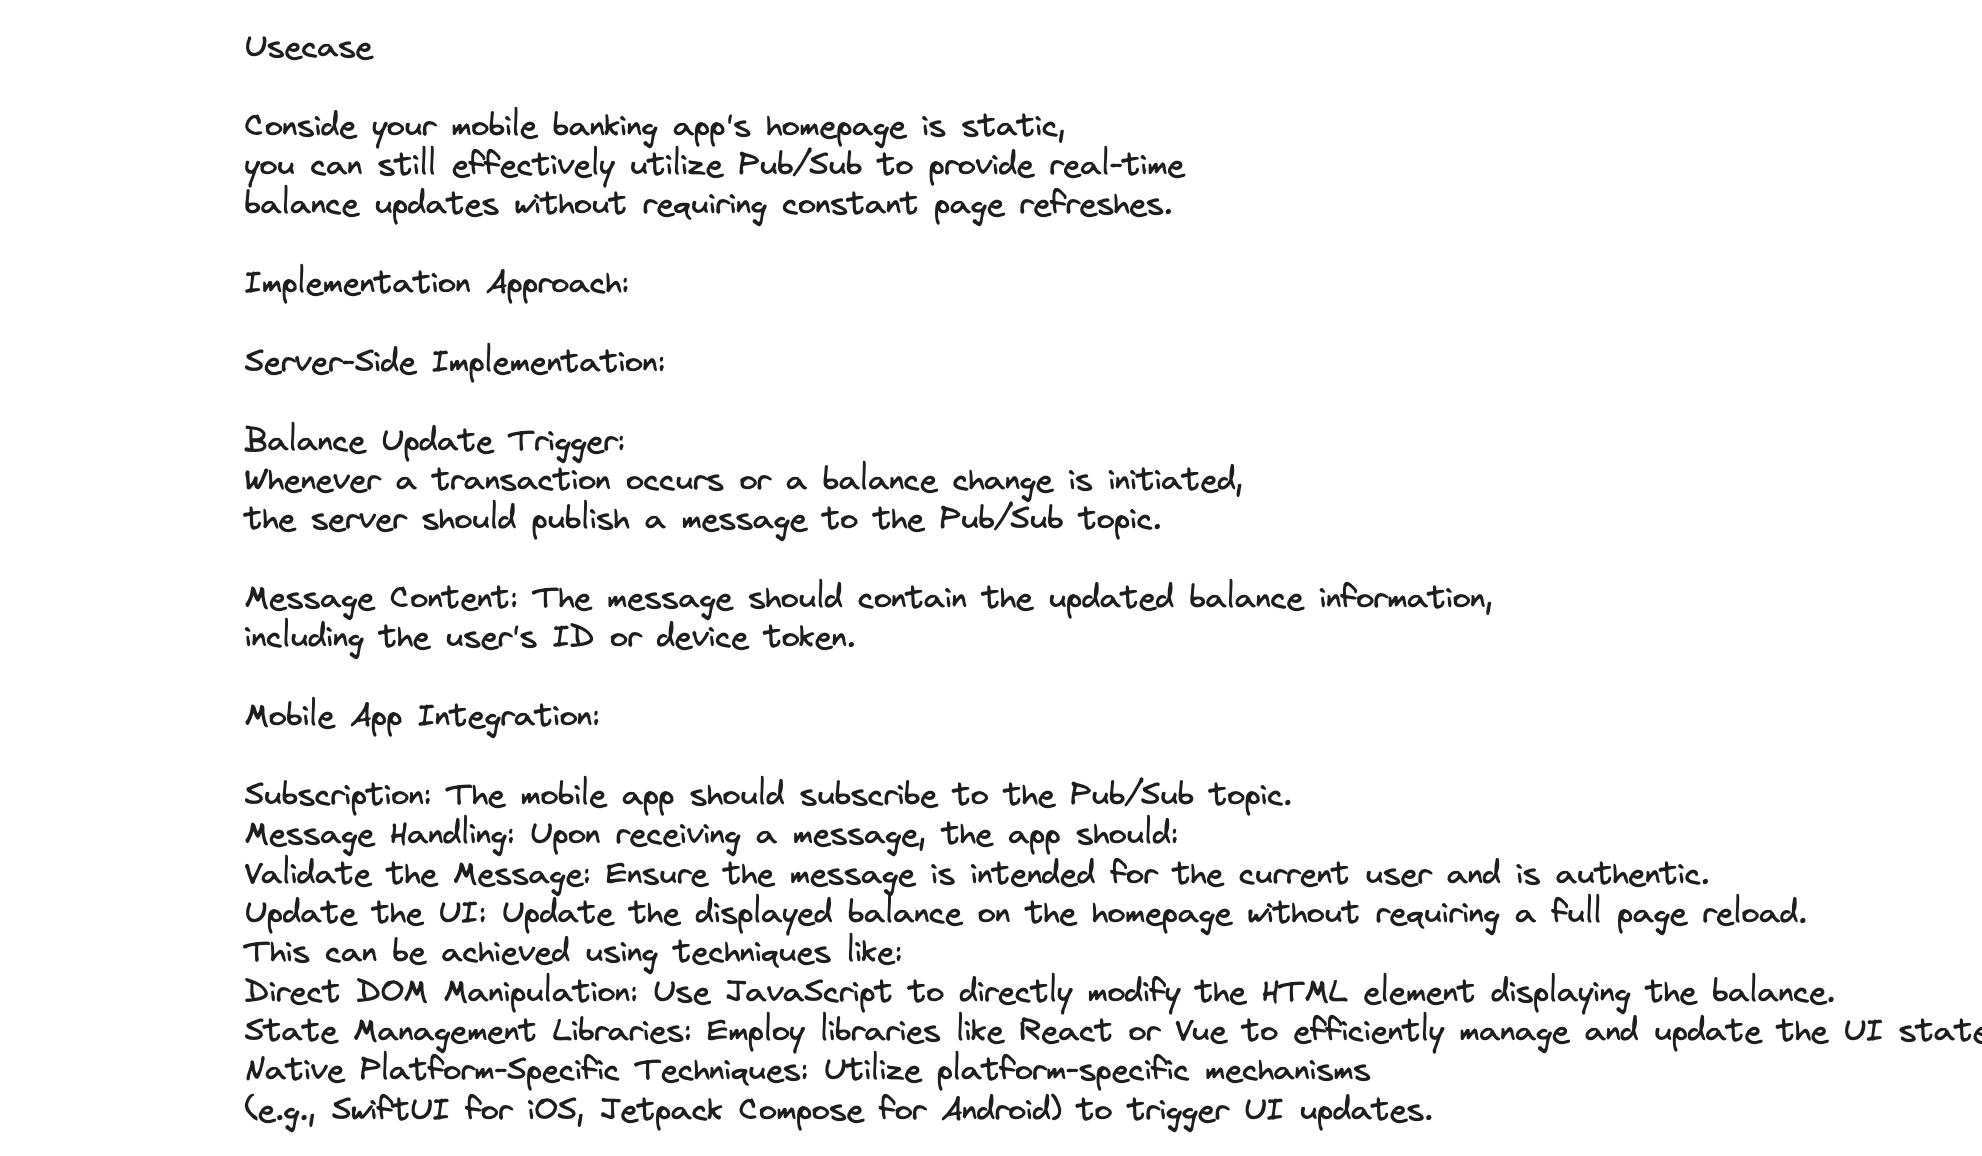 Usecase
Conside your mobile banking app's homepage is static,
you can still effectively utilize Pub/Sub to provide real-time
balance updates without requiring constant page refreshes.
Implementation Approach:
Server-Side Implementation:
Balance Update Trigger:
Whenever a transaction occurs or a balance change is initiated,
the server should publish a message to the Pub/Sub topic.
Message Content: The message should contain the updated balance information,
including the user's ID or device token.
Mobile App Integration:
Subscription: The mobile app should subscribe to the Pub/Sub topic.
Message Handling: Upon receiving a message, the app should:
Validate the Message: Ensure the message is intended for the current user and is authentic.
Update the UI: Update the displayed balance on the homepage without requiring a full page reload.
This can be achieved using techniques like:
Direct DOM Manipulation: Use JavaScript to directly modify the HTML element displaying the balance.
State Management Libraries: Employ libraries like React or Vue to efficiently manage and update the UI state
Native Platform-Specific Techniques: Utilize platform-specific mechanisms
(e.g., SwiftUI for iOS, Jetpack Compose for Android) to trigger UI updates.